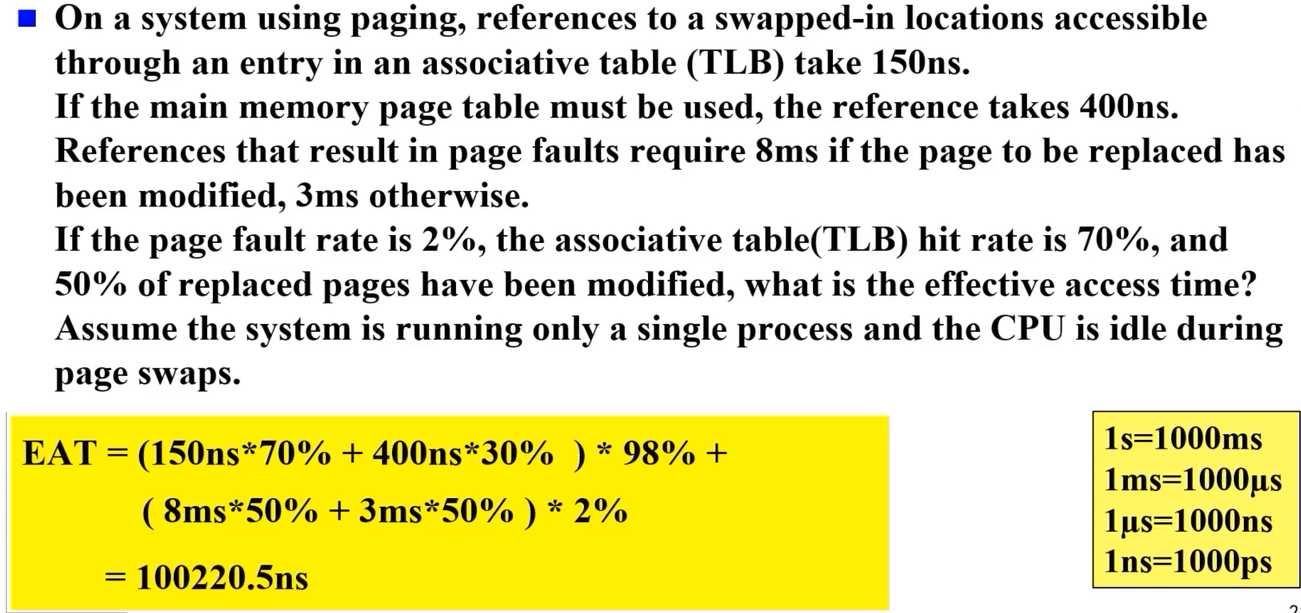 On a system using paging, references to a swapped-in locations accessible
through an entry in an associative table (TLB) take 150ns.
If the main memory page table must be used, the reference takes 400ns.
References that result in page faults require 8ms if the page to be replaced has
been modified, 3ms otherwise.
If the page fault rate is 2%, the associative table(TLB) hit rate is 70%, and
50% of replaced pages have been modified, what is the effective access time?
Assume the system is running only a single process and the CPU is idle during
page swaps.
EAT = (150ns*70% + 400ns*30% ) * 98% +
( 8ms*50% + 3ms*50% ) * 2%
= 100220.5ns
1s=1000ms
1ms=1000µs
1µs=1000ns
1ns=1000ps